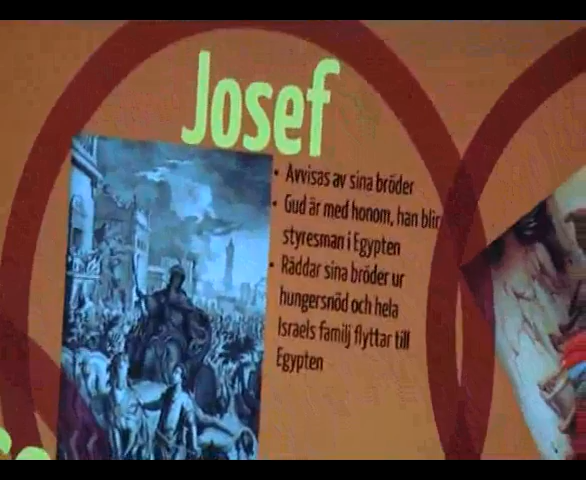 Josef
• Avvisas av sina bröder
• Gud är med honom, han blir
styresman i Egypten
• Räddar sina bröder ur
hungersnöd och hela
Israels familj flyttar till
Egypten